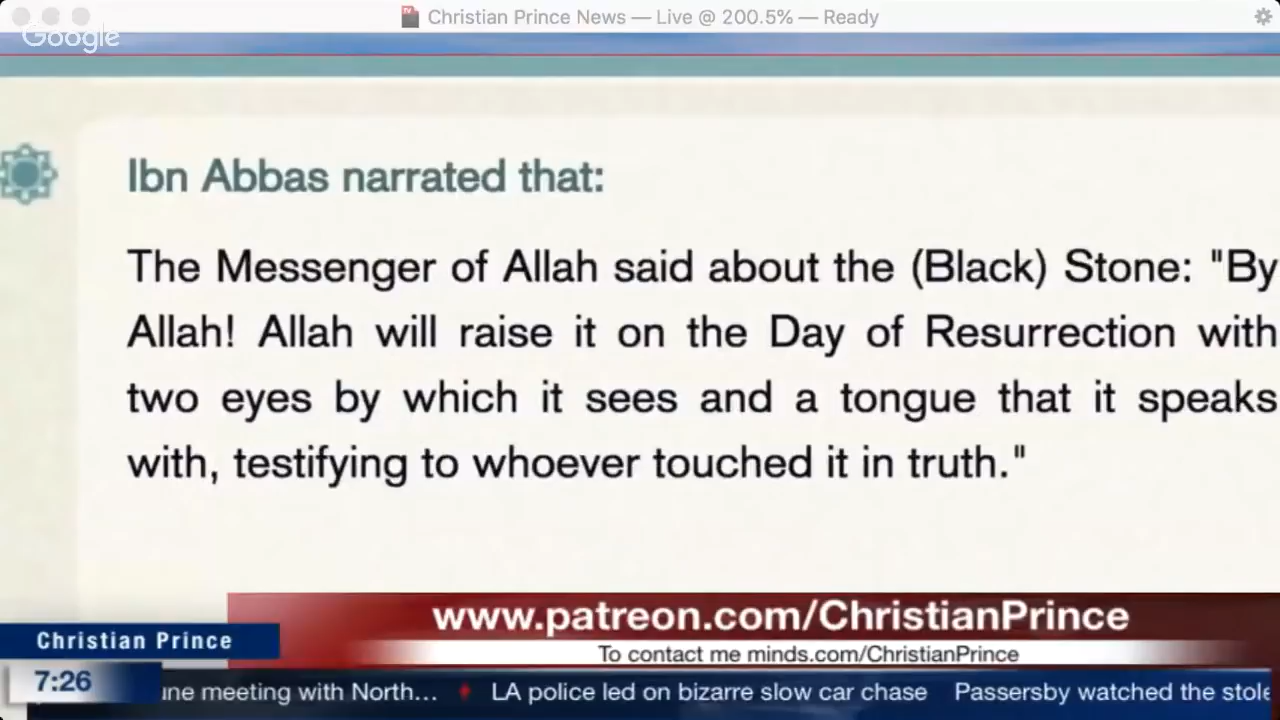 Christian Prince News — Live @ 200.5% — Ready
Google
Ibn Abbas narrated that:
The Messenger of Allah said about the (Black) Stone: "By
Allah! Allah will raise it on the Day of Resurrection with
two eyes by which it sees and a tongue that it speaks
with, testifying to whoever touched it in truth."
www.patreon.com/ChristianPrince
Christian Prince
To contact me minds.com/ChristianPrince
7:26
meeting with North... LA police led on bizarre slow car chase Passersby watched the